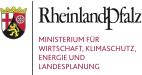 RheinlandPfalz
MINISTERIUM FÜR
WIRTSCHAFT, KLIMASCHUTZ,
ENERGIE UND
LANDESPLANUNG